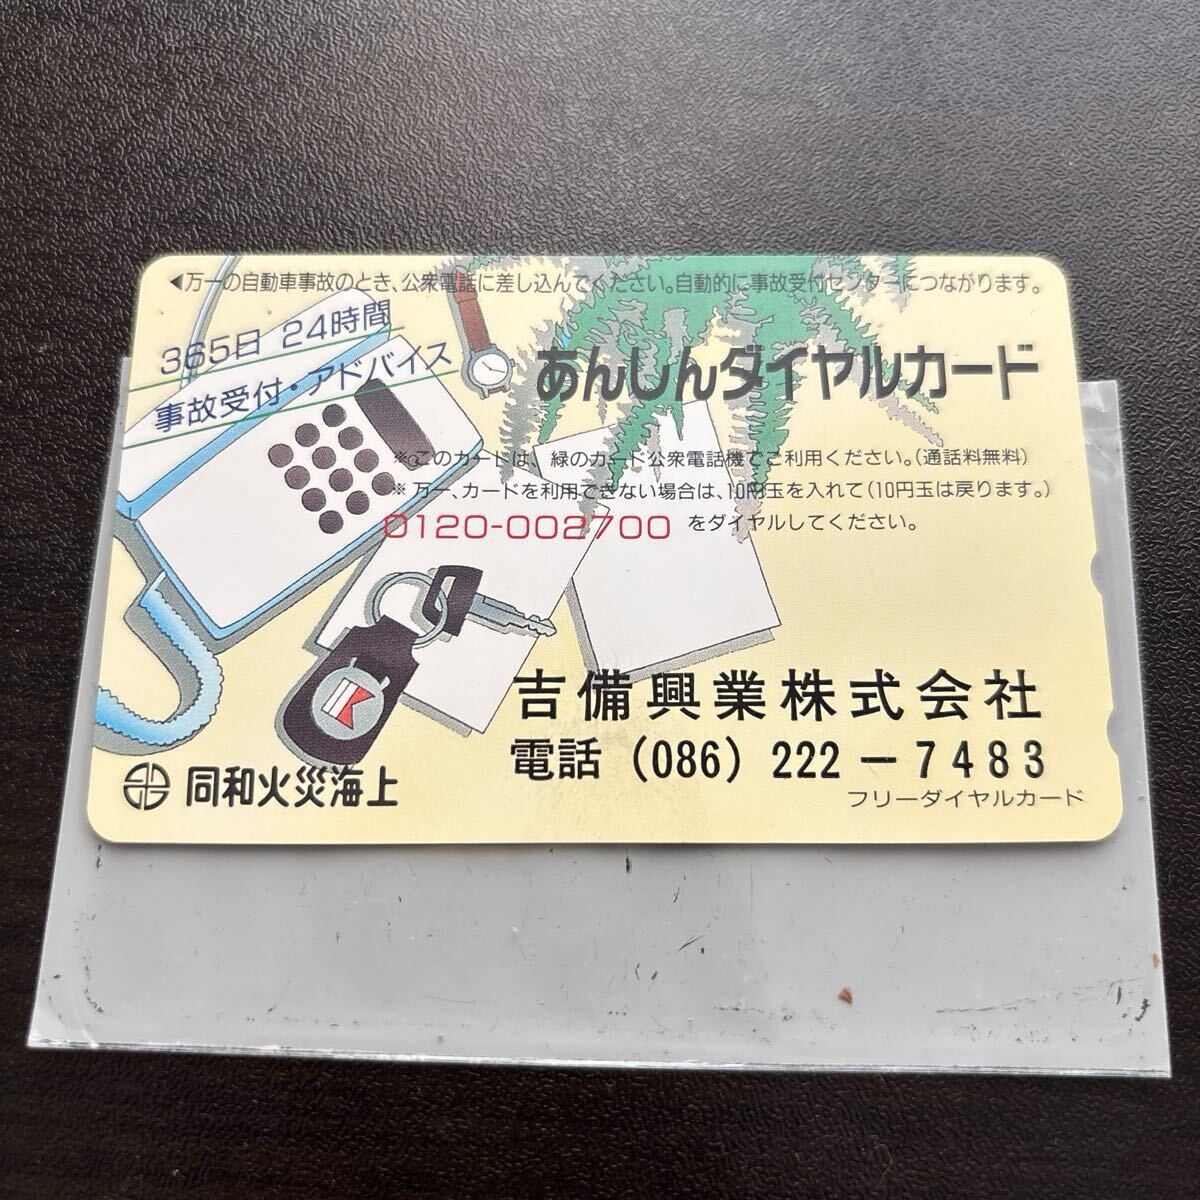 ◀万一の自動車事故のとき、公衆電話に差し込んでください。自動的に事故受付センターにつながります。
365日 24時間
事故受付・アドバイス
あんしんダイヤルカード
※このカードは、緑のカード公衆電話機でご利用ください。(通話料無料)
※万一、カードを利用できない場合は、10円玉を入れて(10円玉は戻ります。)
0120-002700 をダイヤルしてください。
吉備興業株式会社
電話(086)222-7483
同和火災海上
フリーダイヤルカード